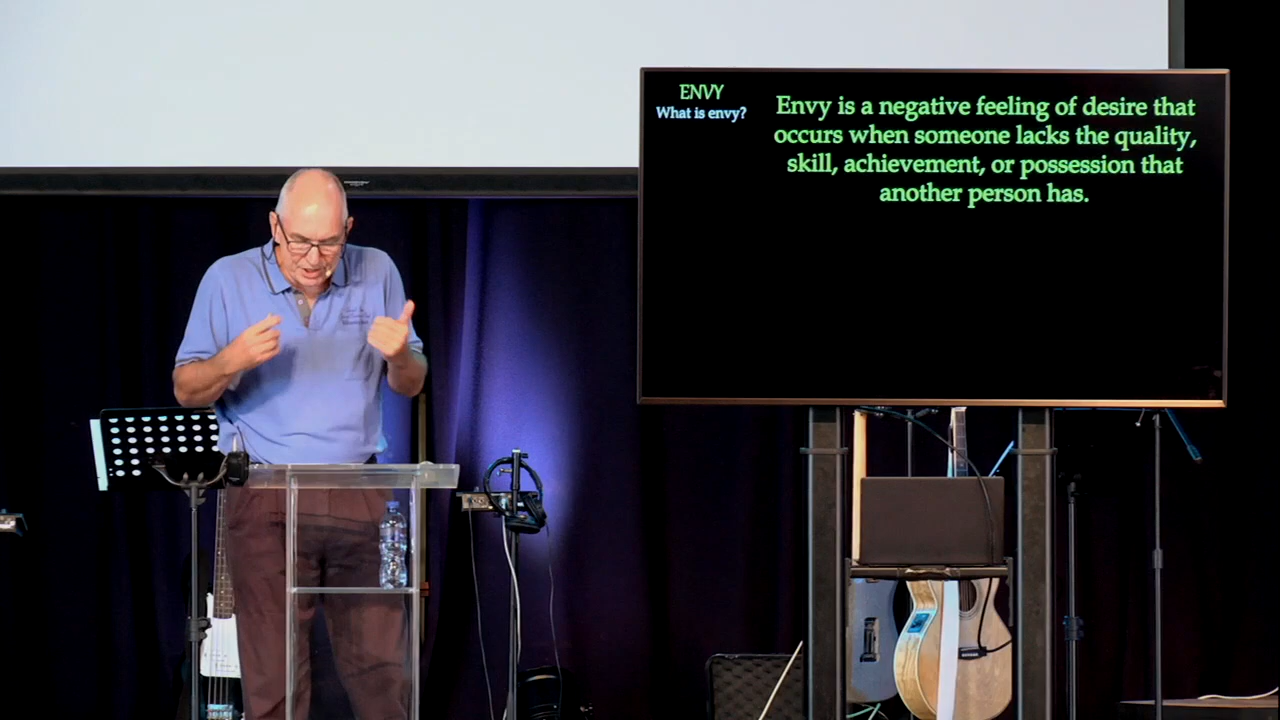 ENVY
What is envy?
Envy is a negative feeling of desire that
occurs when someone lacks the quality,
skill, achievement, or possession that
another person has.